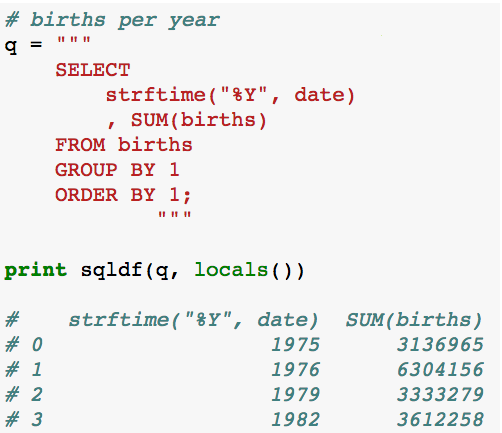 # births per year
q = """
    SELECT
        strftime("%Y", date)
        , SUM(births)
    FROM births
    GROUP BY 1
    ORDER BY 1;
            """
print sqldf(q, locals())
#    strftime("%Y", date)  SUM(births)
# 0                  1975      3136965
# 1                  1976      6304156
# 2                  1979      3333279
# 3                  1982      3612258